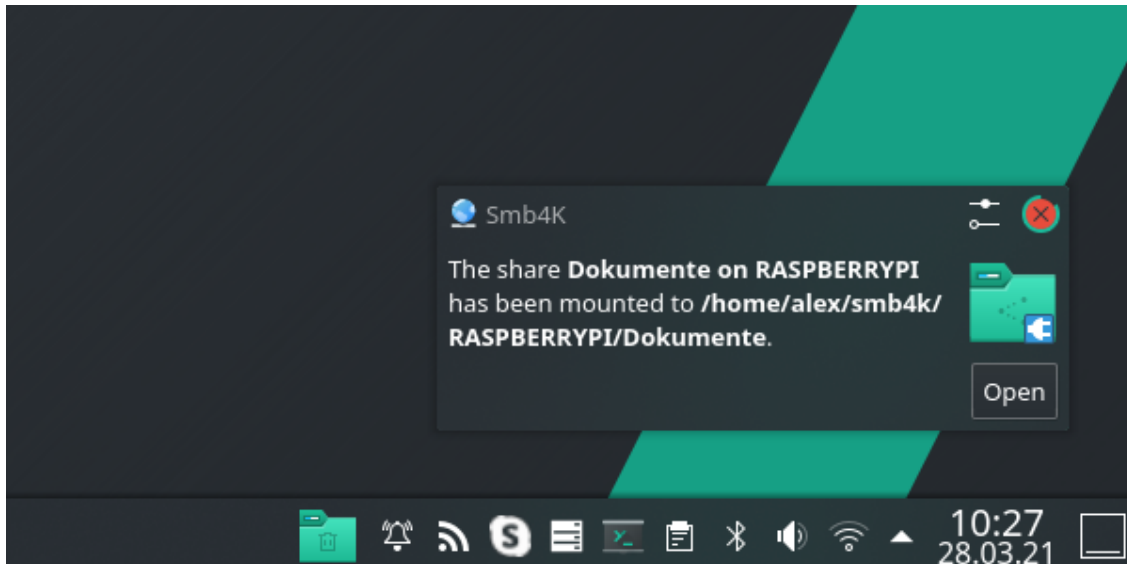 Smb4K
The share Dokumente on RASPBERRYPI
has been mounted to /home/alex/smb4k/
RASPBERRYPI/Dokumente.
Open
10:27
28.03.21